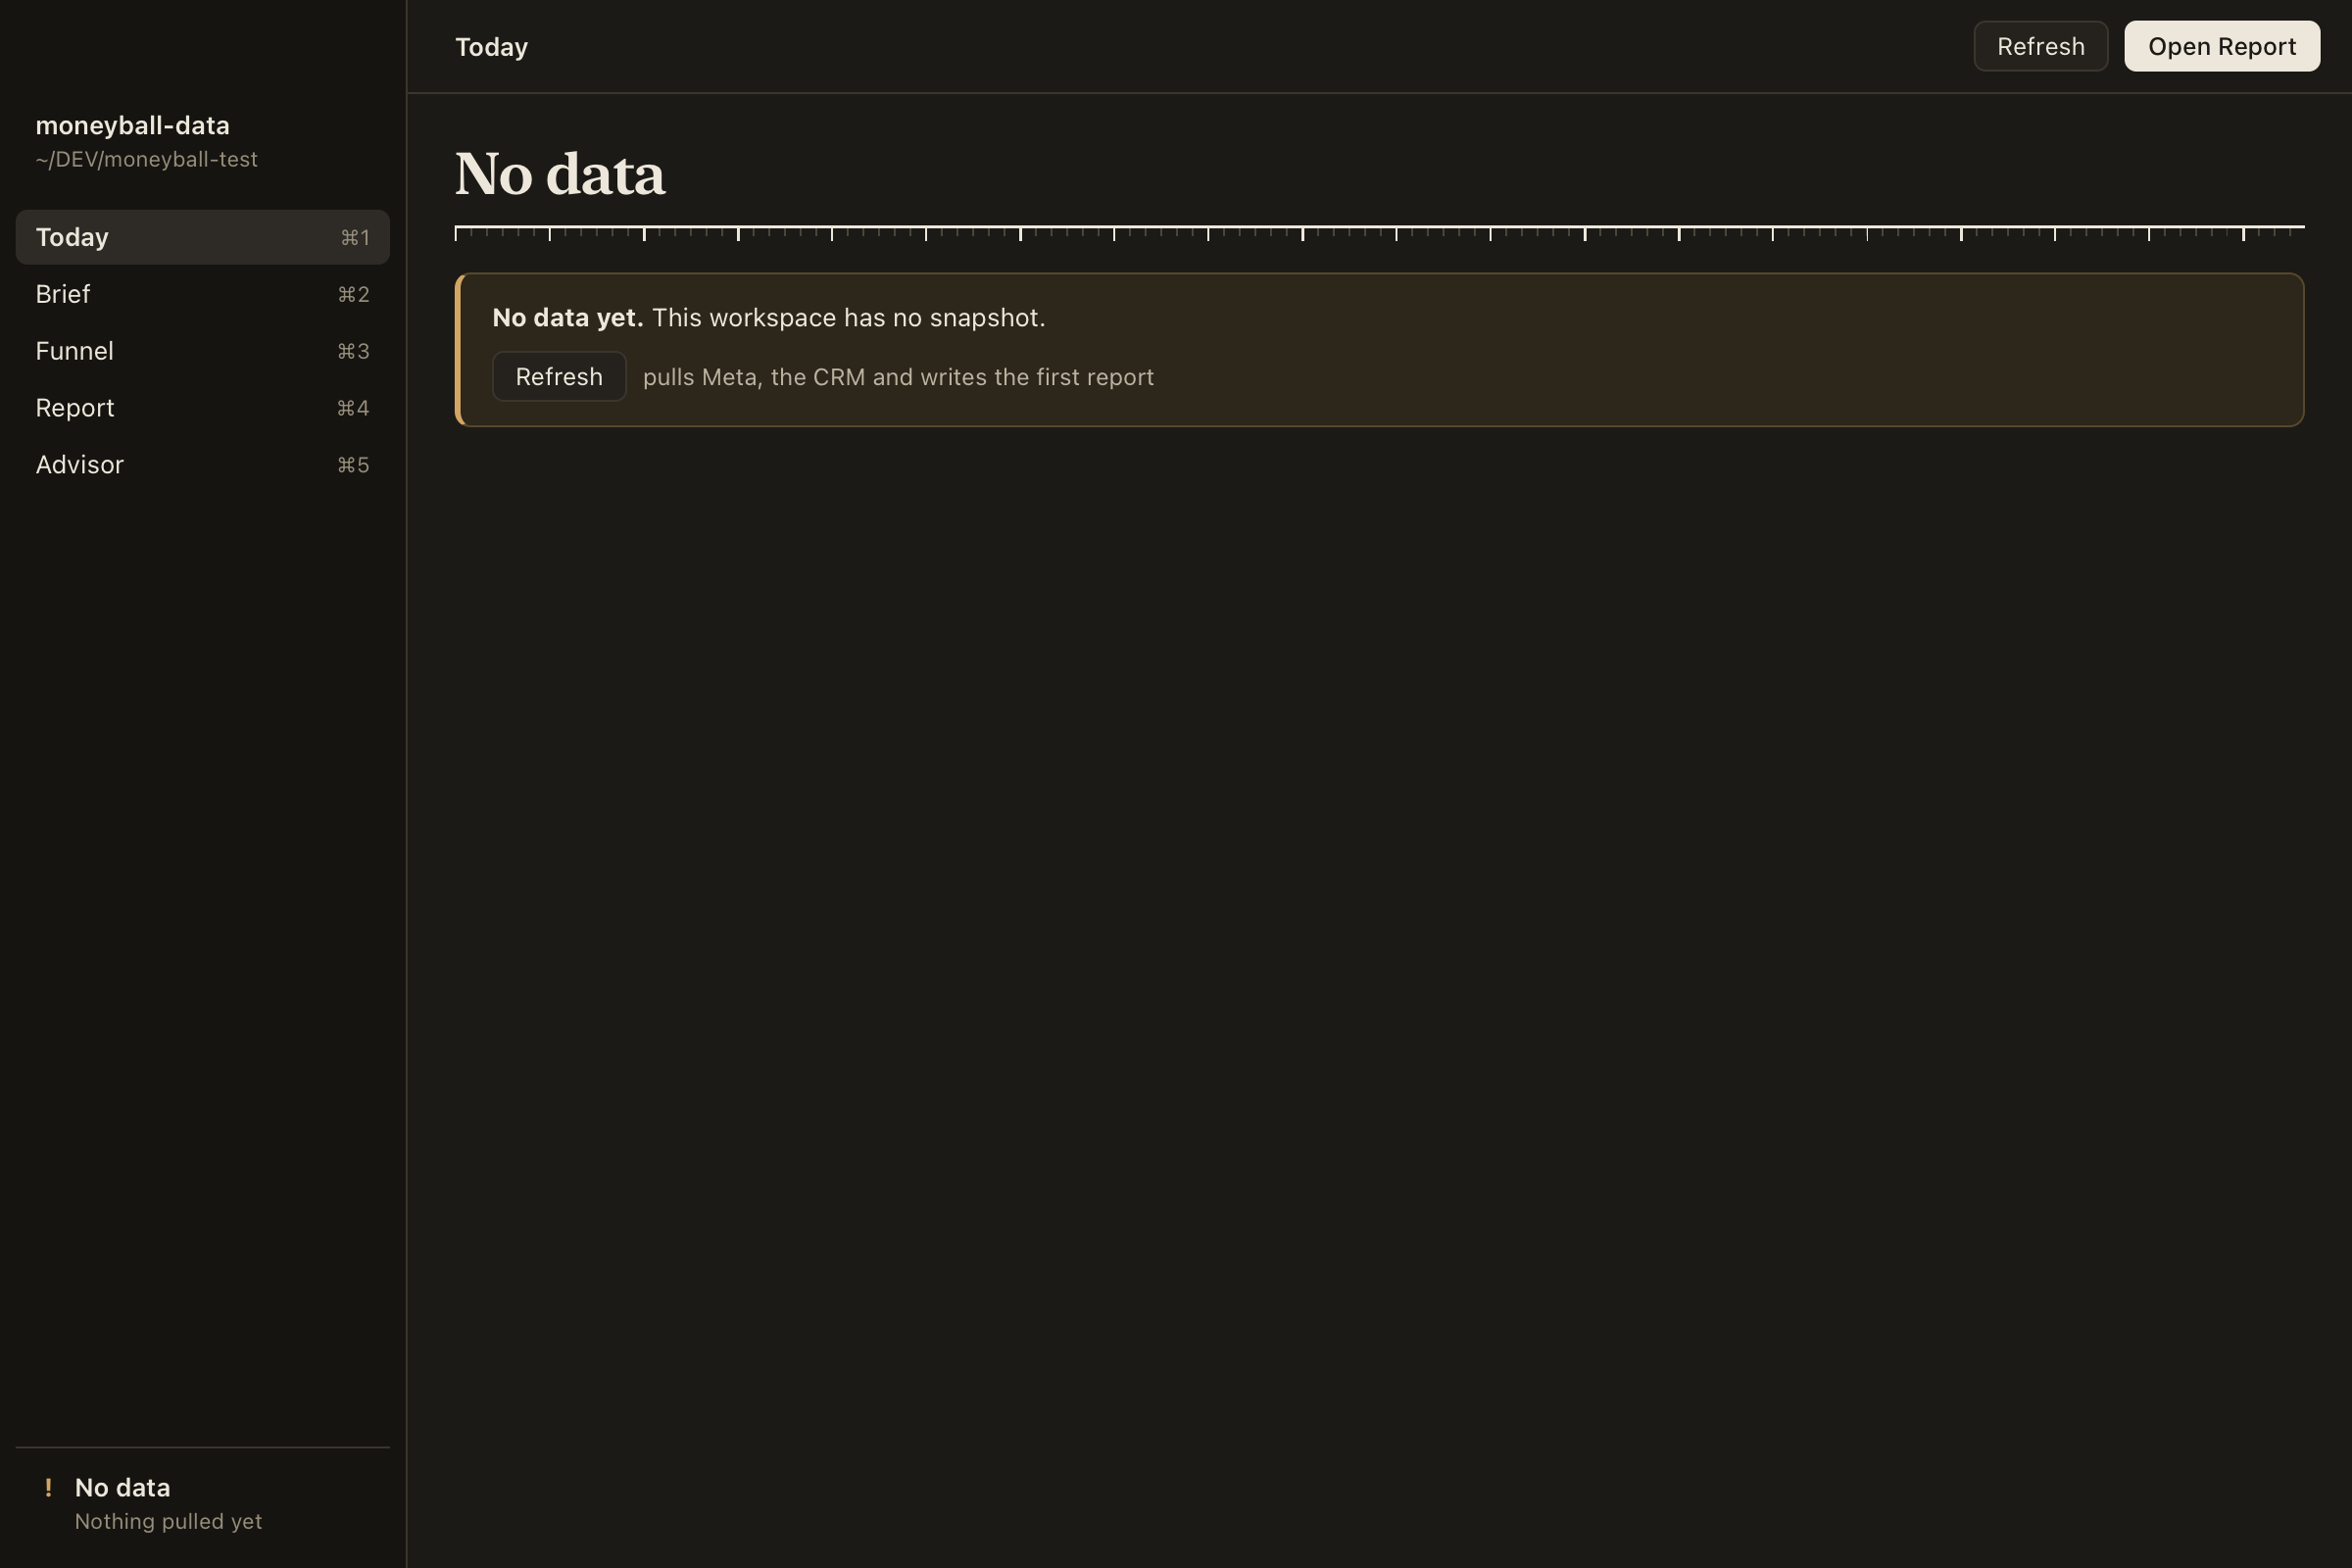 moneyball-data
~/DEV/moneyball-test
Today ⌘1
Brief ⌘2
Funnel ⌘3
Report ⌘4
Advisor ⌘5
! No data
Nothing pulled yet
Today
Refresh
Open Report
No data
No data yet. This workspace has no snapshot.
Refresh pulls Meta, the CRM and writes the first report